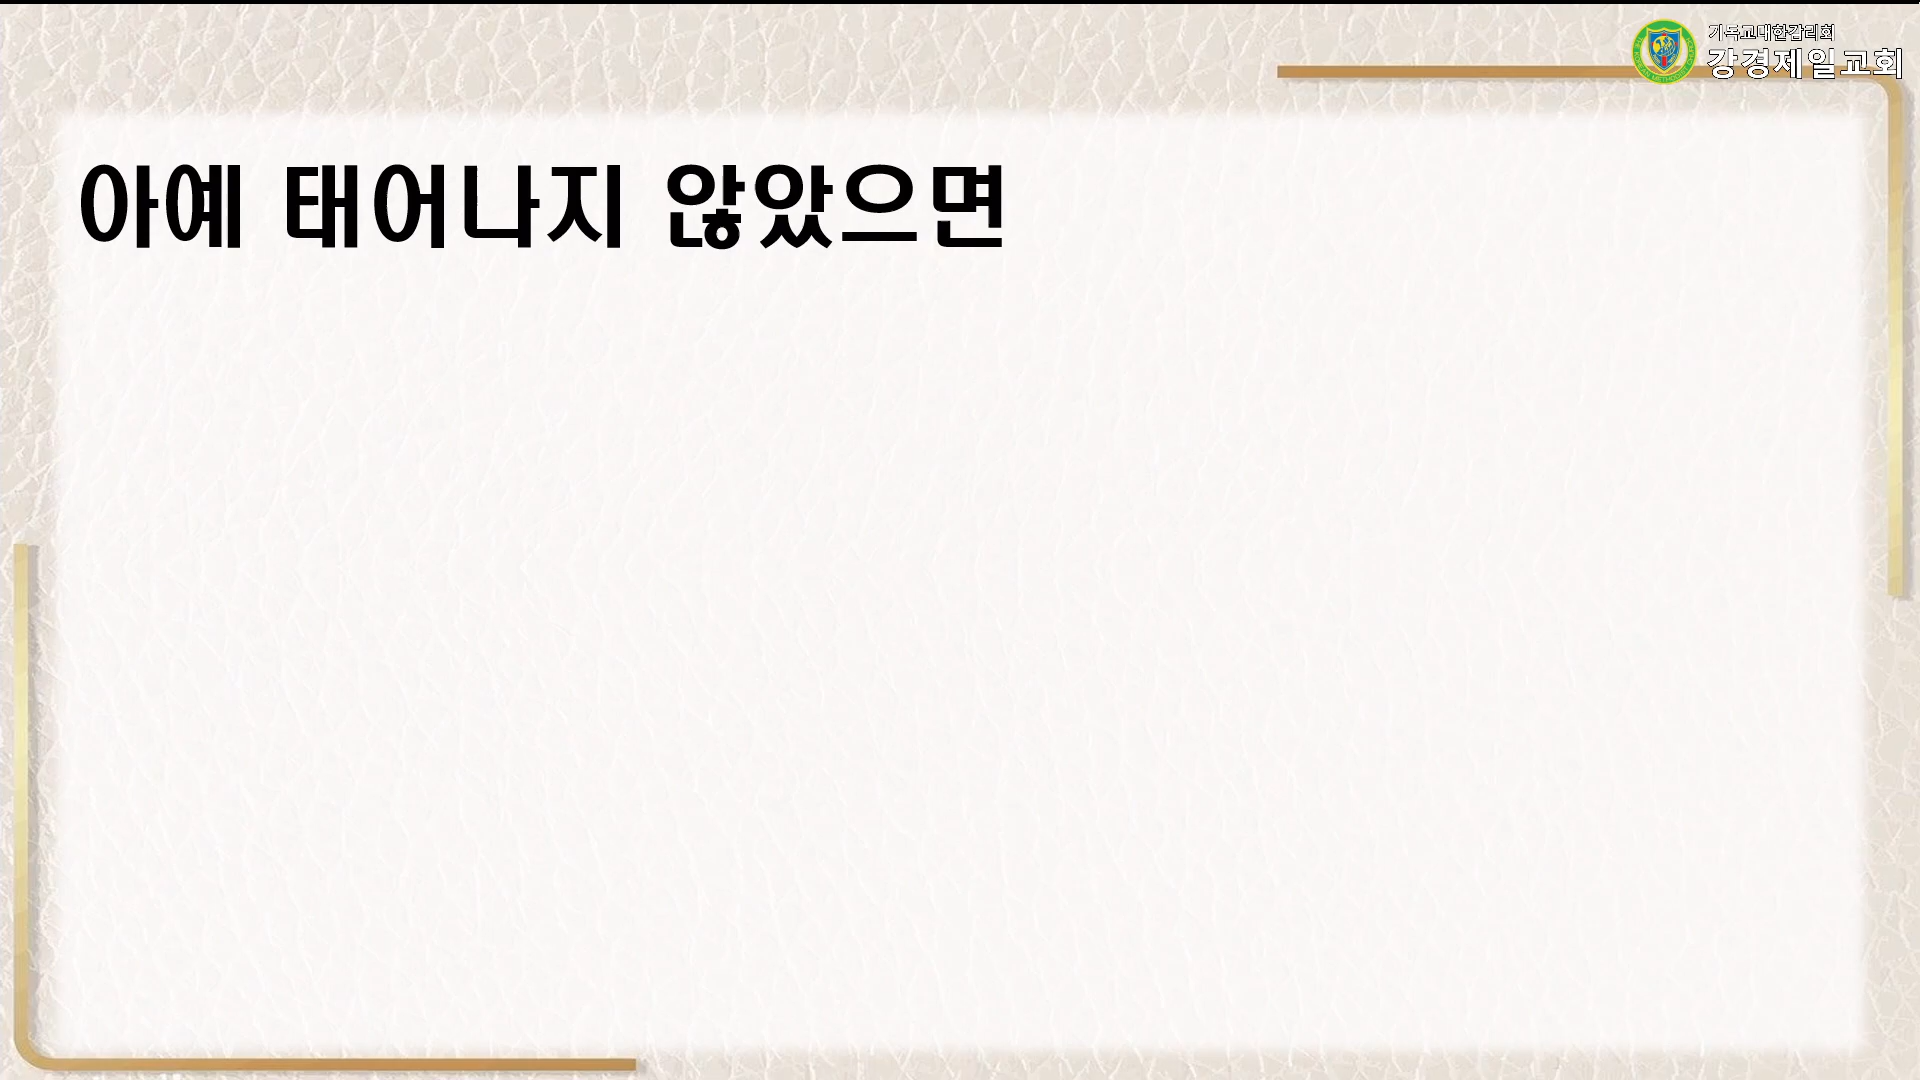 기독교대한감리회
강경제일교회
아예 태어나지 않았으면